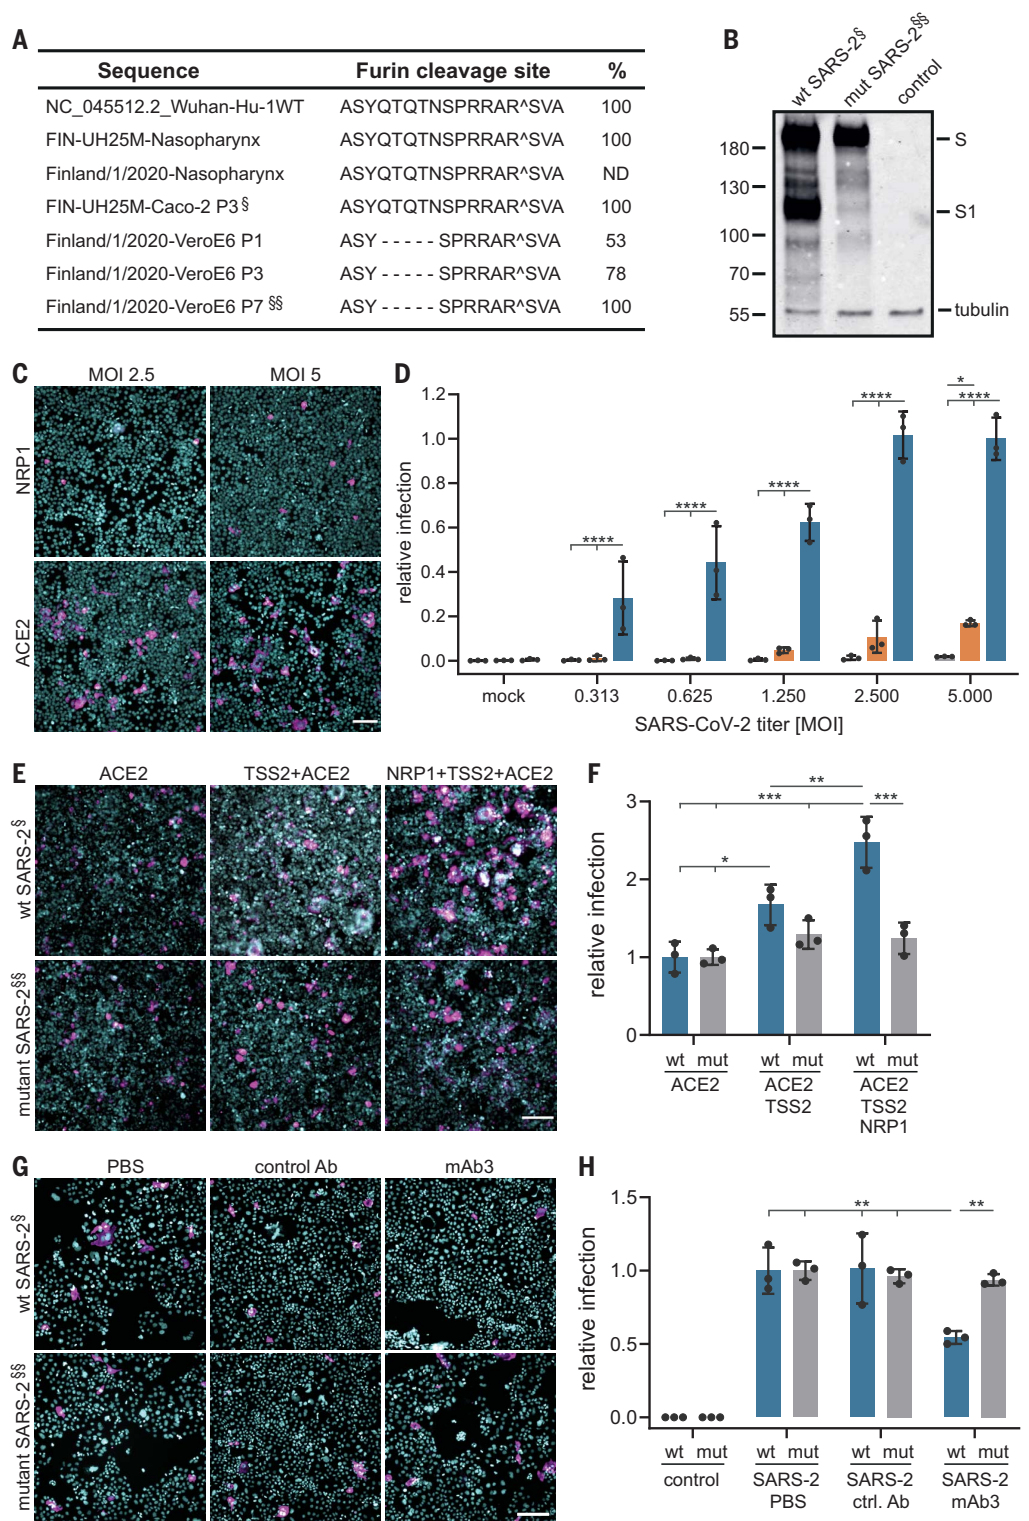 A
Sequence Furin cleavage site %
NC_045512.2_Wuhan-Hu-1WT ASYQTQTNSPRRAR^SVA 100
FIN-UH25M-Nasopharynx ASYQTQTNSPRRAR^SVA 100
Finland/1/2020-Nasopharynx ASYQTQTNSPRRAR^SVA ND
FIN-UH25M-Caco-2 P3 § ASYQTQTNSPRRAR^SVA 100
Finland/1/2020-VeroE6 P1 ASY - - - - - SPRRAR^SVA 53
Finland/1/2020-VeroE6 P3 ASY - - - - - SPRRAR^SVA 78
Finland/1/2020-VeroE6 P7 §§ ASY - - - - - SPRRAR^SVA 100
B
wt SARS-2§
mut SARS-2§§
control
180
130
100
70
55
S
S1
tubulin
C
MOI 2.5 MOI 5
NRP1
ACE2
D
relative infection
1.2
1.0
0.8
0.6
0.4
0.2
0.0
****
****
****
****
*
****
mock 0.313 0.625 1.250 2.500 5.000
SARS-CoV-2 titer [MOI]
E
ACE2 TSS2+ACE2 NRP1+TSS2+ACE2
wt SARS-2§
mutant SARS-2§§
F
relative infection
3
2
1
0
**
***
***
*
wt mut wt mut wt mut
ACE2 ACE2 ACE2
TSS2 TSS2
NRP1
G
PBS control Ab mAb3
wt SARS-2§
mutant SARS-2§§
H
relative infection
1.5
1.0
0.5
0.0
** **
wt mut wt mut wt mut wt mut
control SARS-2 SARS-2 SARS-2
PBS ctrl. Ab mAb3